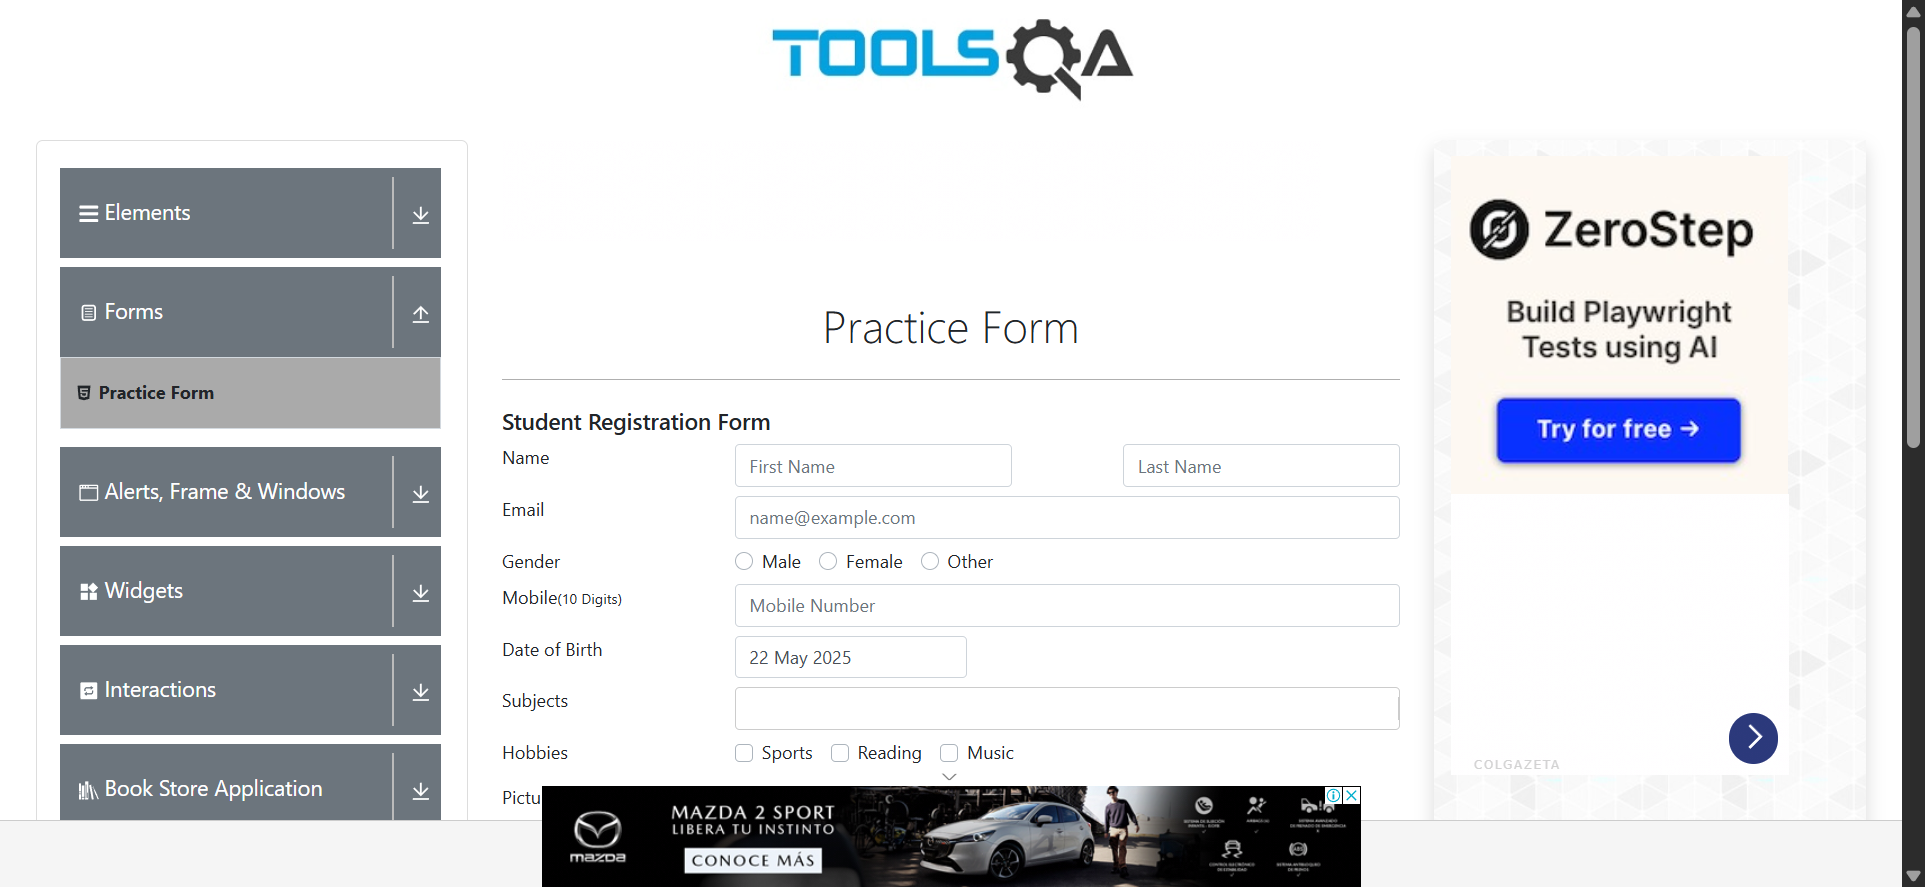 TOOLSQA
Elements
Forms
Practice Form
Alerts, Frame & Windows
Widgets
Interactions
Book Store Application
Practice Form
Student Registration Form
Name
First Name
Last Name
Email
name@example.com
Gender
Male
Female
Other
Mobile(10 Digits)
Mobile Number
Date of Birth
22 May 2025
Subjects
Hobbies
Sports
Reading
Music
ZeroStep
Build Playwright
Tests using AI
Try for free →
COLGAZETA
MAZDA 2 SPORT
LIBERA TU INSTINTO
CONOCE MÁS
mazda